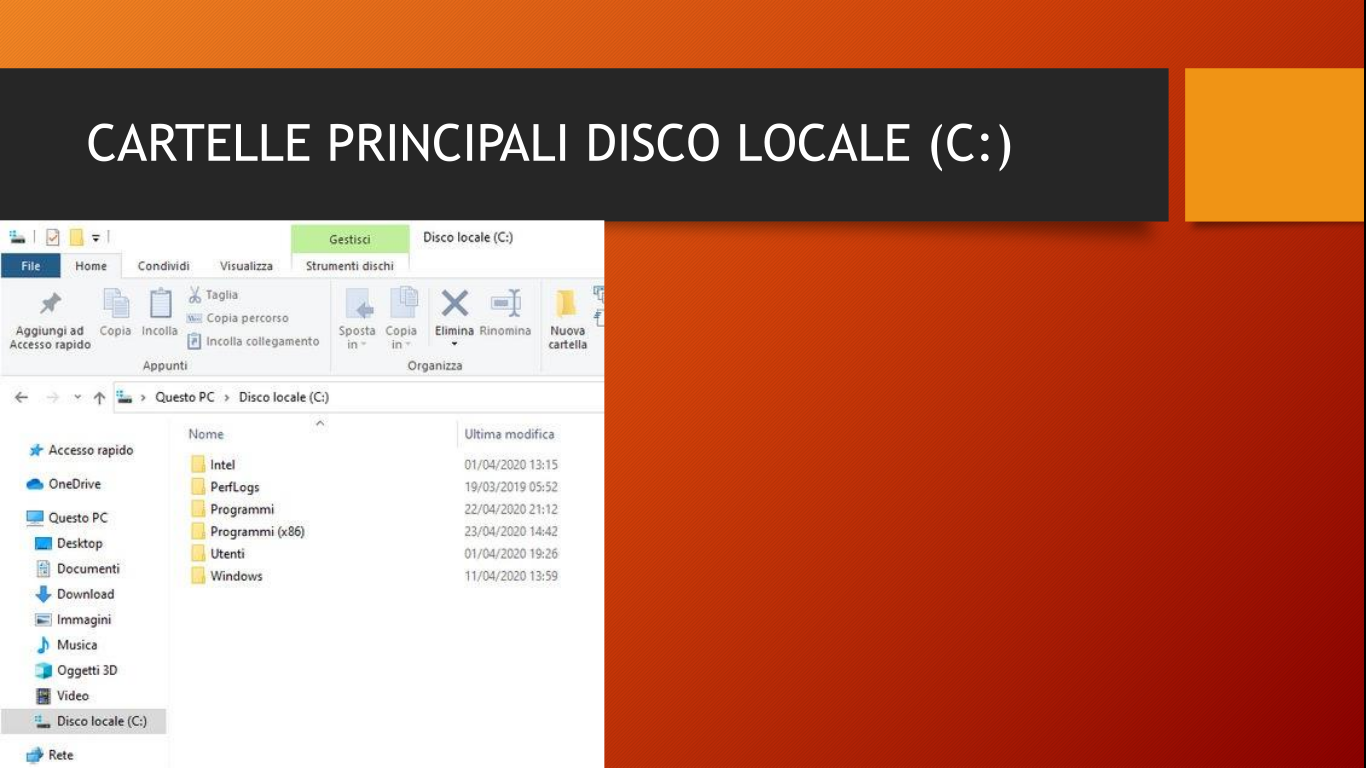 CARTELLE PRINCIPALI DISCO LOCALE (C:)
Gestisci
Disco locale (C:)
File
Home
Condividi
Visualizza
Strumenti dischi
Aggiungi ad
Accesso rapido
Copia
Incolla
Taglia
Copia percorso
Incolla collegamento
Sposta
in
Copia
in
Elimina
Rinomina
Nuova
cartella
Appunti
Organizza
Questo PC > Disco locale (C:)
Nome
Ultima modifica
Intel 01/04/2020 13:15
PerfLogs 19/03/2019 05:52
Programmi 22/04/2020 21:12
Programmi (x86) 23/04/2020 14:42
Utenti 01/04/2020 19:26
Windows 11/04/2020 13:59
Accesso rapido
OneDrive
Questo PC
Desktop
Documenti
Download
Immagini
Musica
Oggetti 3D
Video
Disco locale (C:)
Rete